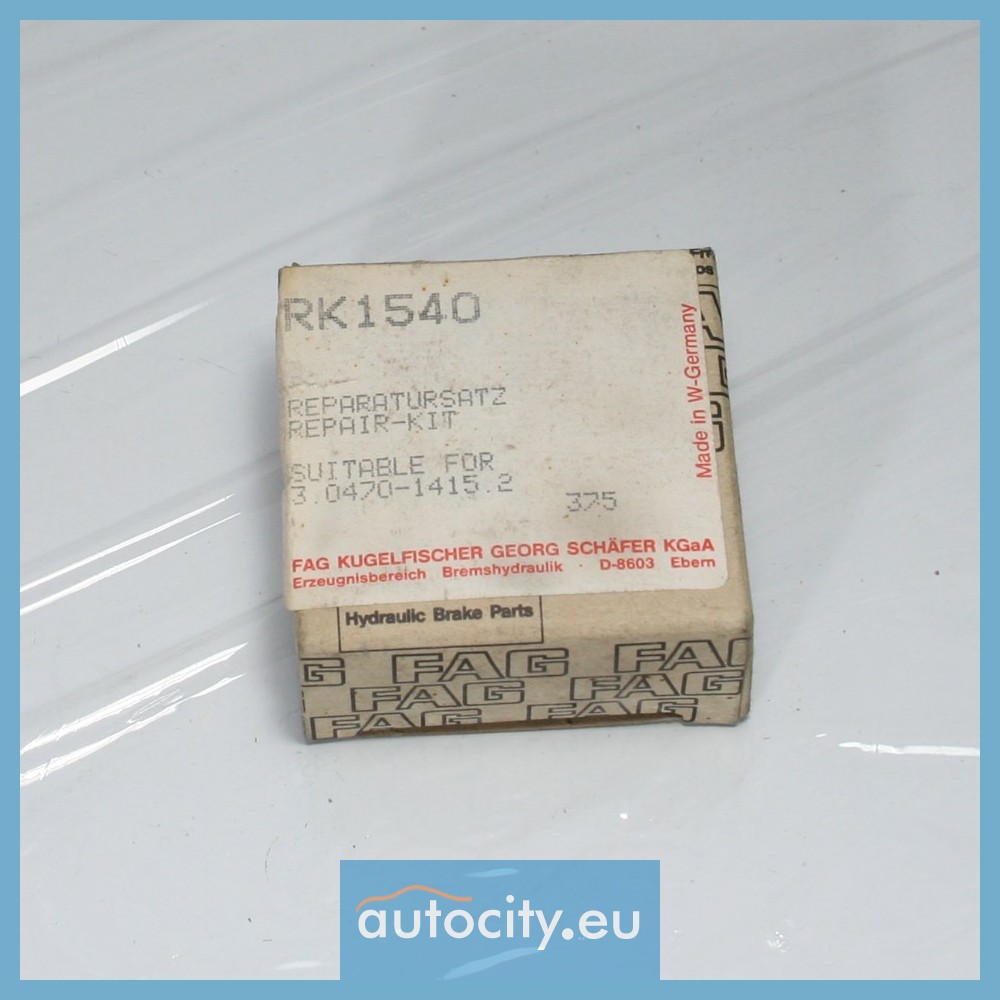 RK1540
REPARATURSATZ
REPAIR-KIT
SUITABLE FOR
3.0470-1415.2
375
Made in W-Germany
FAG KUGELFISCHER GEORG SCHÄFER KGaA
Erzeugnisbereich Bremshydraulik · D-8603 Ebern
Hydraulic Brake Parts
G FAG FAG
FAG FAG
FAG FAG
autocity.eu